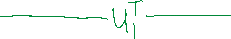 — u₁ᵀ —